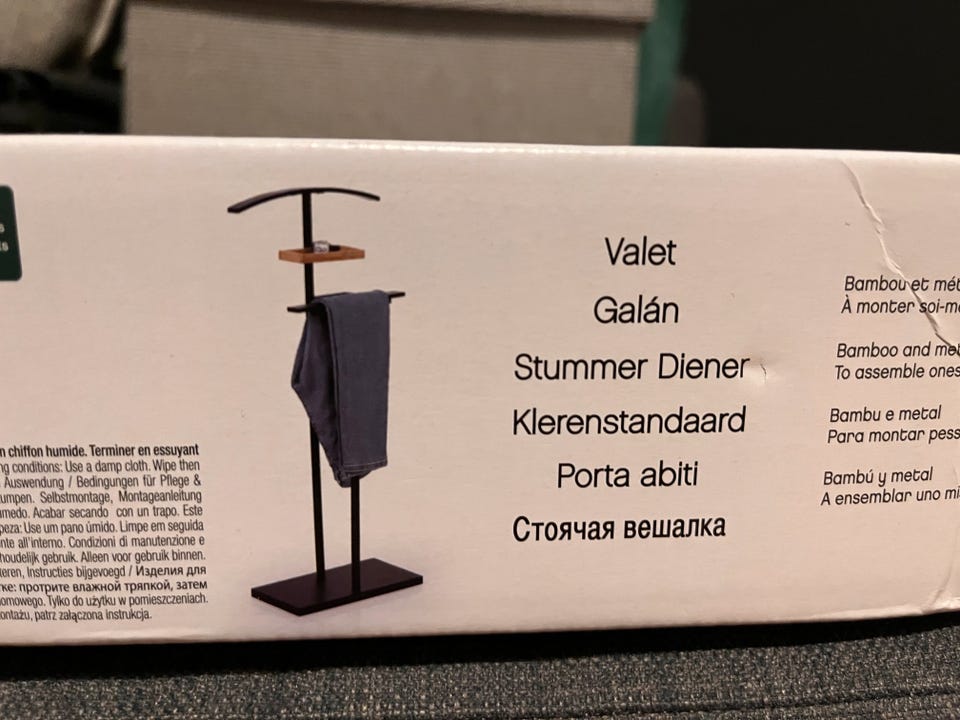 Valet
Galán
Stummer Diener
Klerenstandaard
Porta abiti
Стоячая вешалка
Bambou et mét
À monter soi-m
Bamboo and me
To assemble ones
Bambu e metal
Para montar pess
Bambú y metal
A ensamblar uno mi
n chiffon humide. Terminer en essuyant
ng conditions: Use a damp cloth. Wipe then
Auswendung / Bedingungen für Pflege &
umpen. Selbstmontage, Montageanleitung
umedo. Acabar secando con un trapo. Este
peza: Use um pano úmido. Limpe em seguida
nte all'interno. Condizioni di manutenzione e
houdelijk gebruik. Alleen voor gebruik binnen.
teren, Instructies bijgevoegd / Изделия для
ке: протрите влажной тряпкой, затем
omowego. Tylko do użytku w pomieszczeniach.
ontażu, patrz załączona instrukcja.